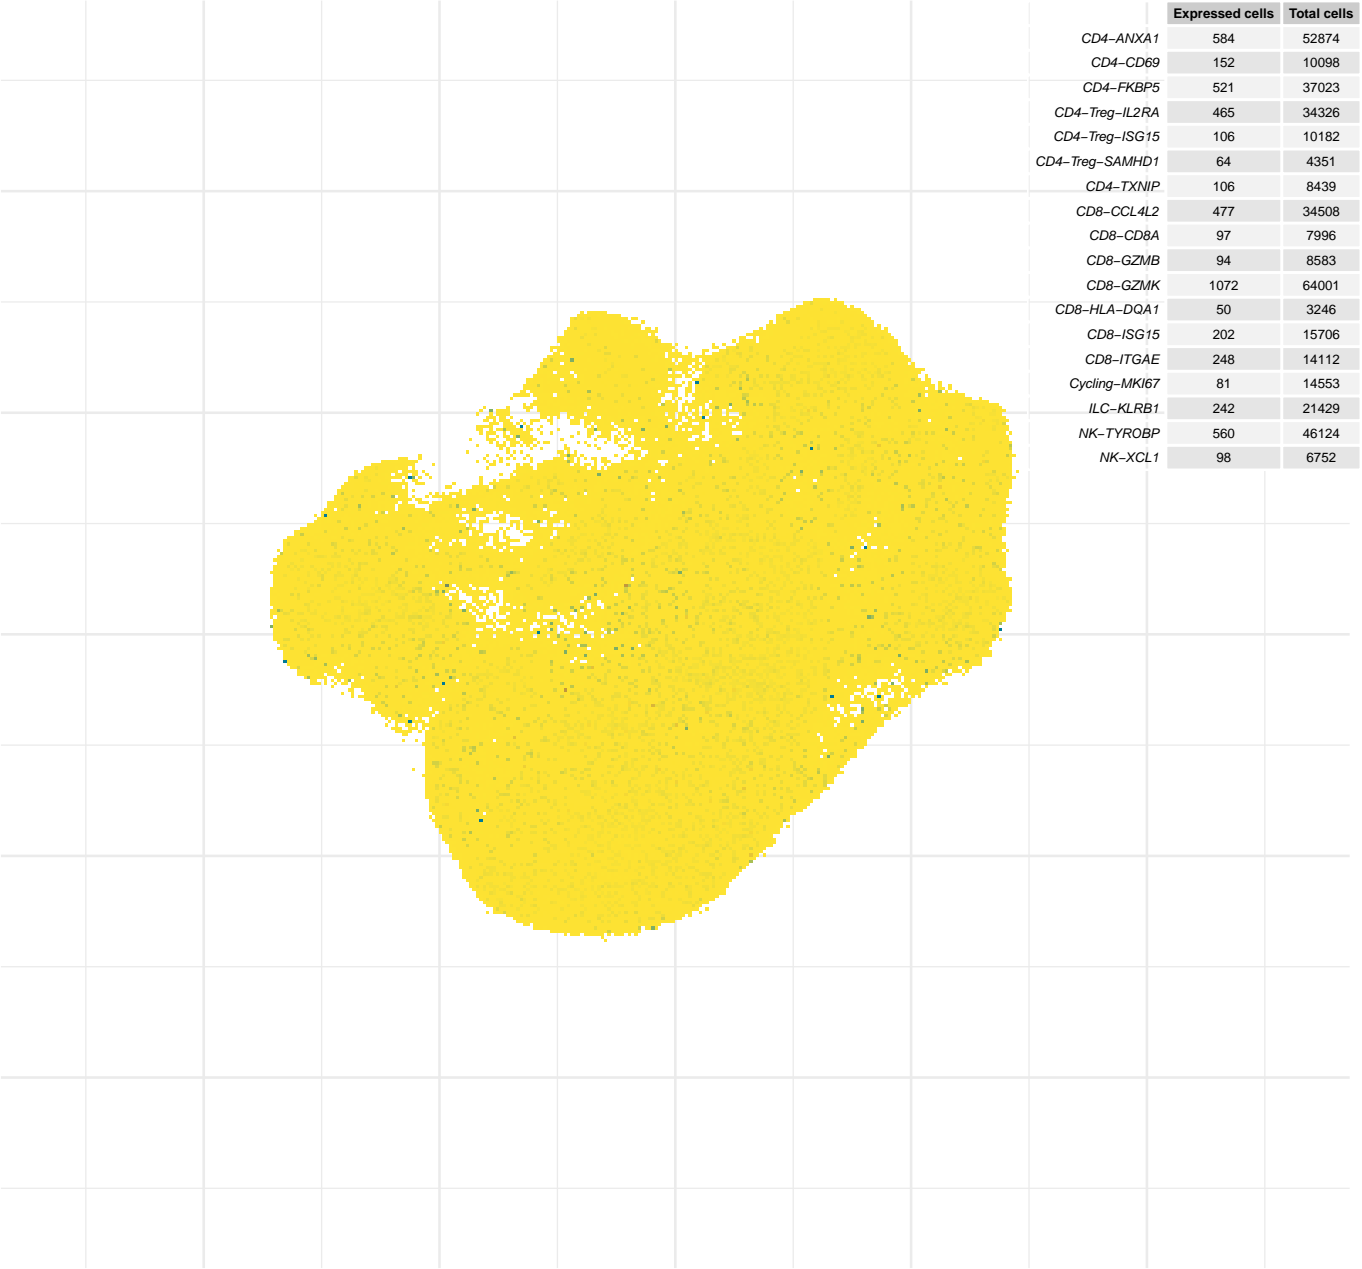 Expressed cells Total cells
CD4−ANXA1 584 52874
CD4−CD69 152 10098
CD4−FKBP5 521 37023
CD4−Treg−IL2RA 465 34326
CD4−Treg−ISG15 106 10182
CD4−Treg−SAMHD1 64 4351
CD4−TXNIP 106 8439
CD8−CCL4L2 477 34508
CD8−CD8A 97 7996
CD8−GZMB 94 8583
CD8−GZMK 1072 64001
CD8−HLA−DQA1 50 3246
CD8−ISG15 202 15706
CD8−ITGAE 248 14112
Cycling−MKI67 81 14553
ILC−KLRB1 242 21429
NK−TYROBP 560 46124
NK−XCL1 98 6752